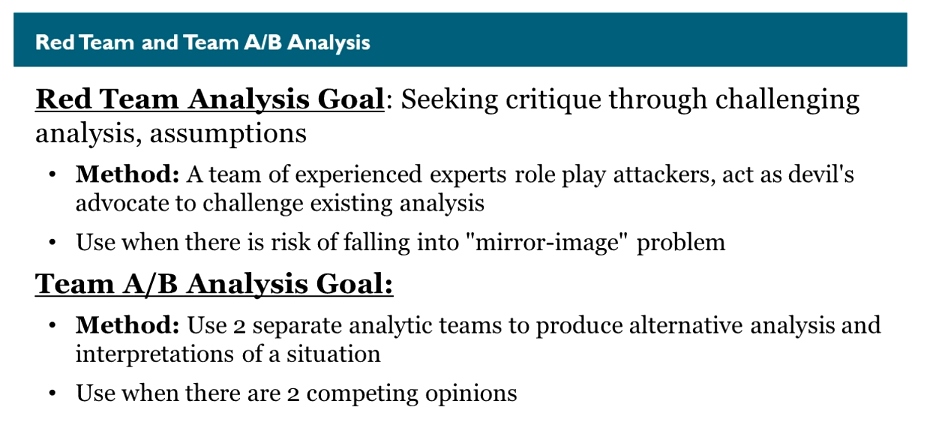 Red Team and Team A/B Analysis
Red Team Analysis Goal: Seeking critique through challenging
analysis, assumptions
• Method: A team of experienced experts role play attackers, act as devil's
advocate to challenge existing analysis
• Use when there is risk of falling into "mirror-image" problem
Team A/B Analysis Goal:
• Method: Use 2 separate analytic teams to produce alternative analysis and
interpretations of a situation
• Use when there are 2 competing opinions